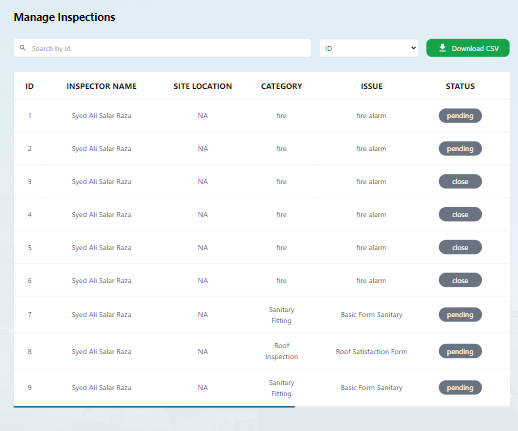 Manage Inspections
Search by Id
ID
Download CSV
ID INSPECTOR NAME SITE LOCATION CATEGORY ISSUE STATUS
1 Syed Ali Salar Raza NA fire fire alarm pending
2 Syed Ali Salar Raza NA fire fire alarm pending
3 Syed Ali Salar Raza NA fire fire alarm close
4 Syed Ali Salar Raza NA fire fire alarm close
5 Syed Ali Salar Raza NA fire fire alarm close
6 Syed Ali Salar Raza NA fire fire alarm close
7 Syed Ali Salar Raza NA Sanitary Fitting Basic Form Sanitary pending
8 Syed Ali Salar Raza NA Roof Inspection Roof Satisfaction Form pending
9 Syed Ali Salar Raza NA Sanitary Fitting Basic Form Sanitary pending